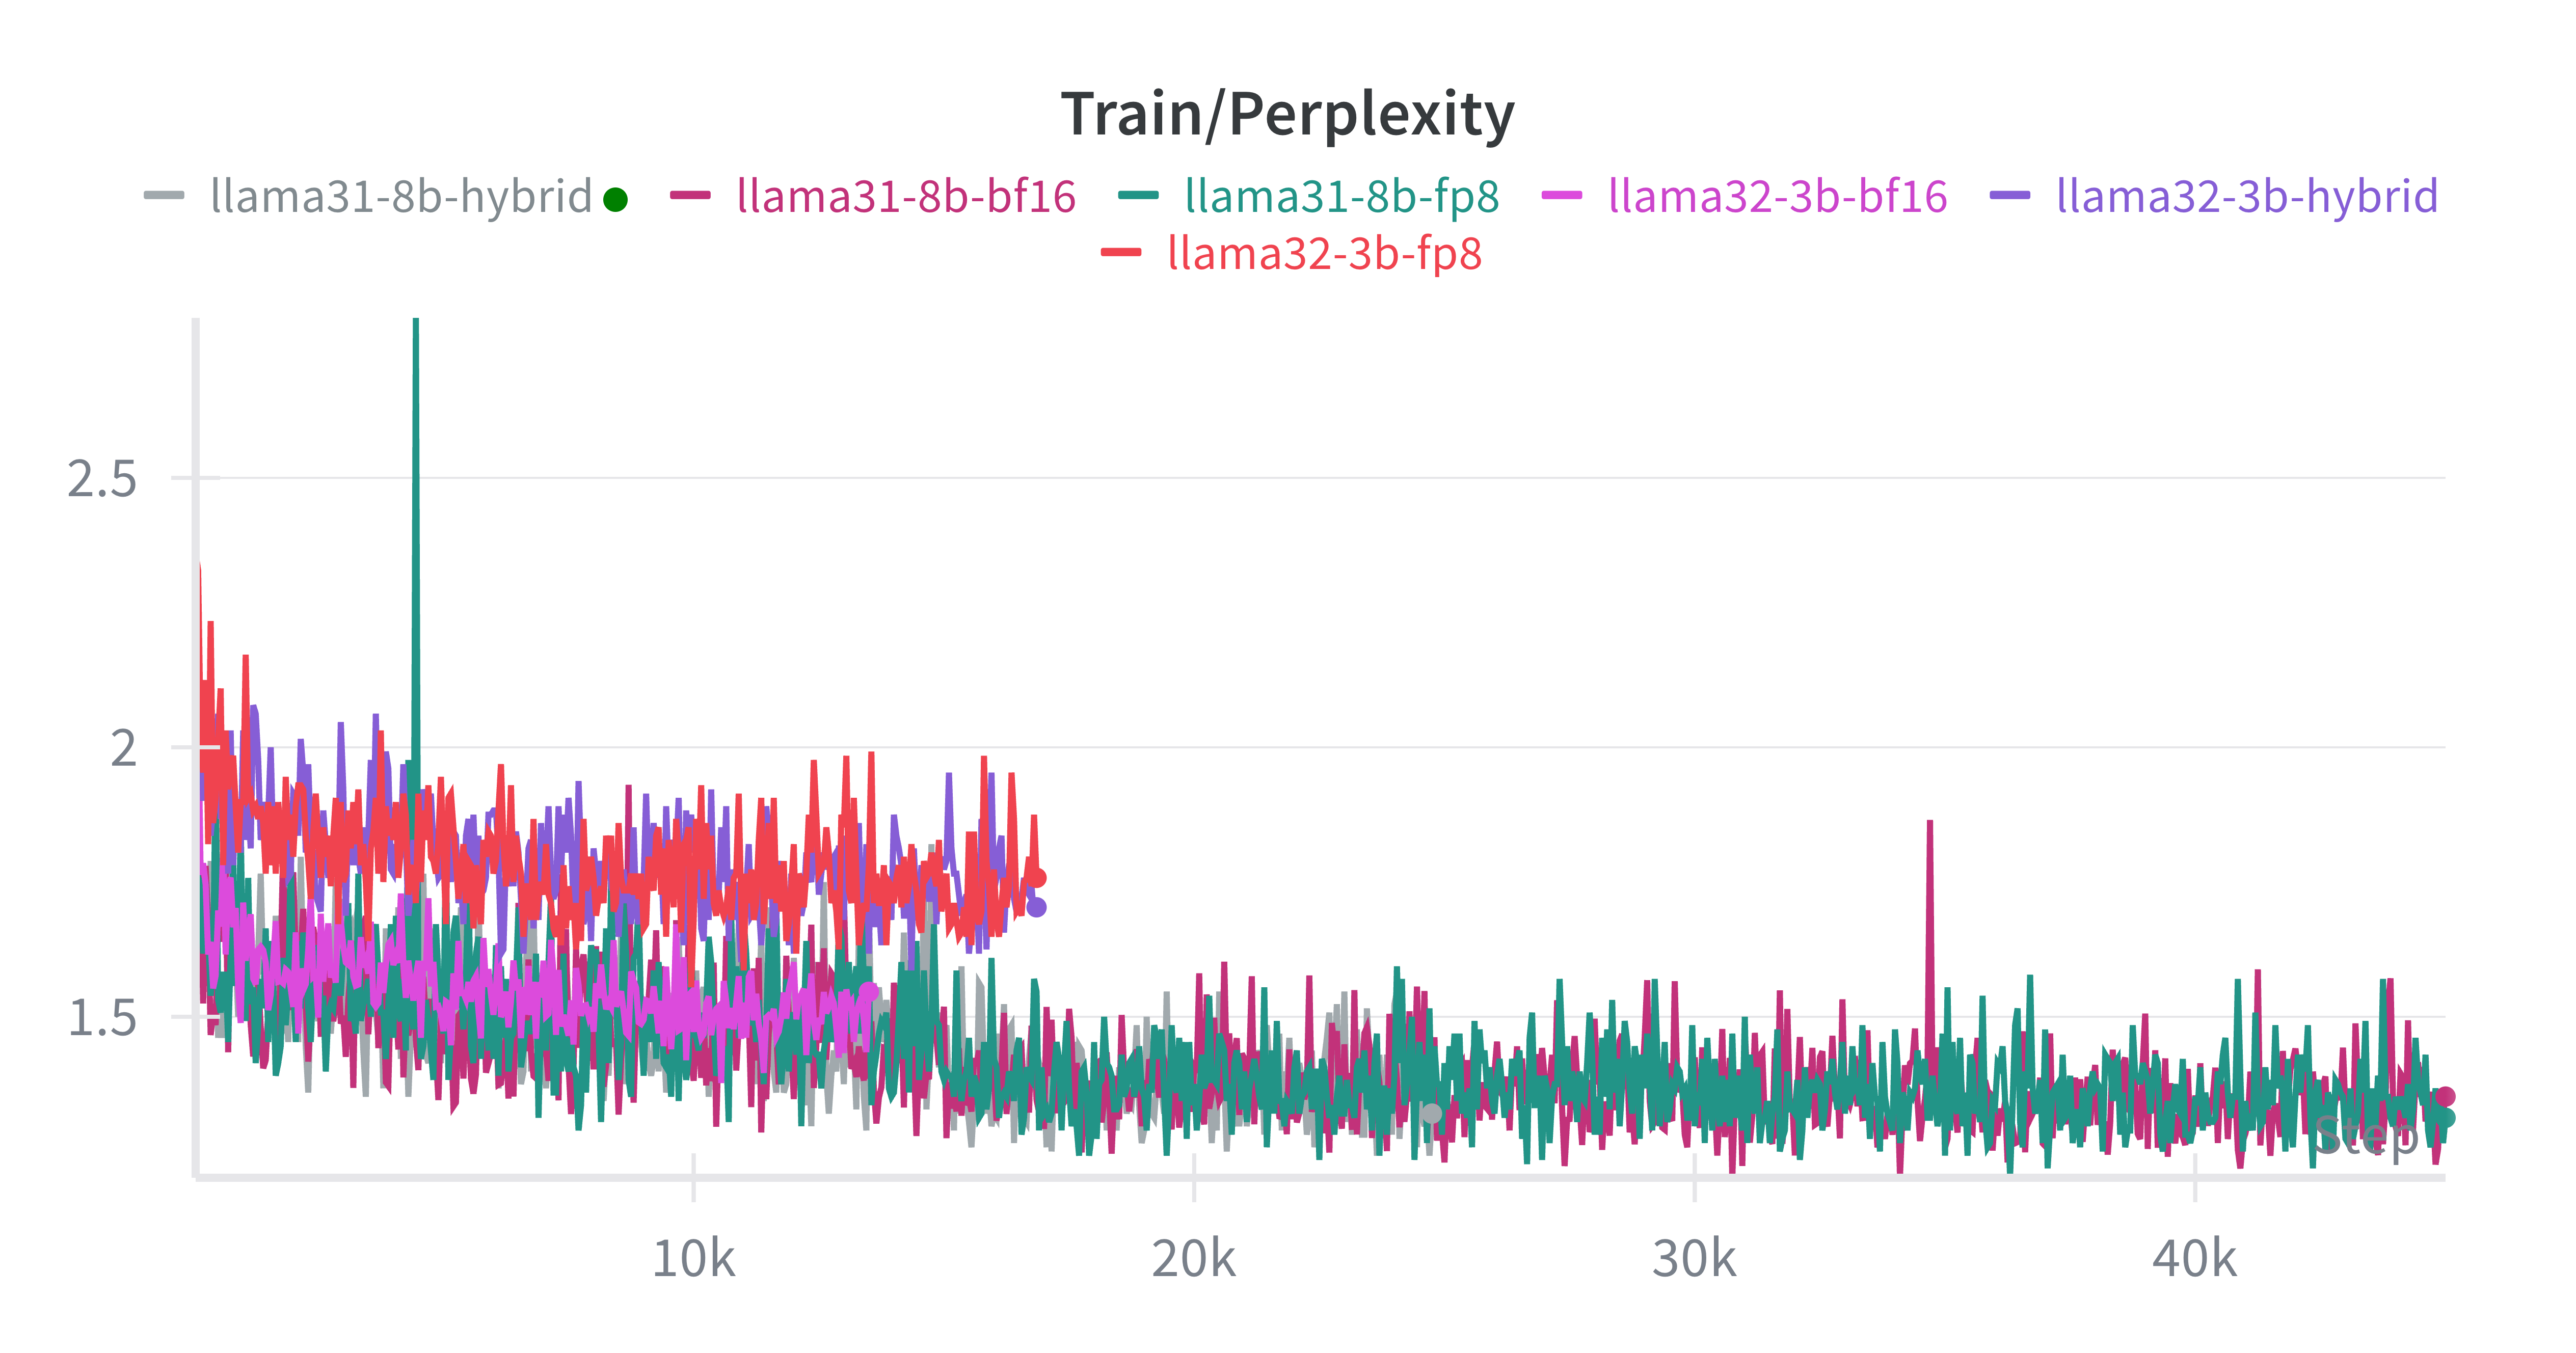 Train/Perplexity
llama31-8b-hybrid llama31-8b-bf16 llama31-8b-fp8 llama32-3b-bf16 llama32-3b-hybrid
llama32-3b-fp8
2.5
2
1.5
Step
10k 20k 30k 40k